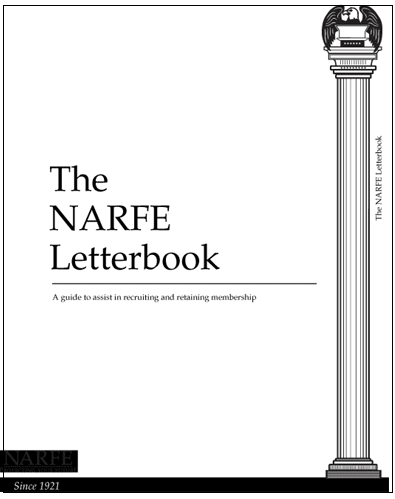 The NARFE Letterbook
The
NARFE
Letterbook
A guide to assist in recruiting and retaining membership
NARFE
Since 1921